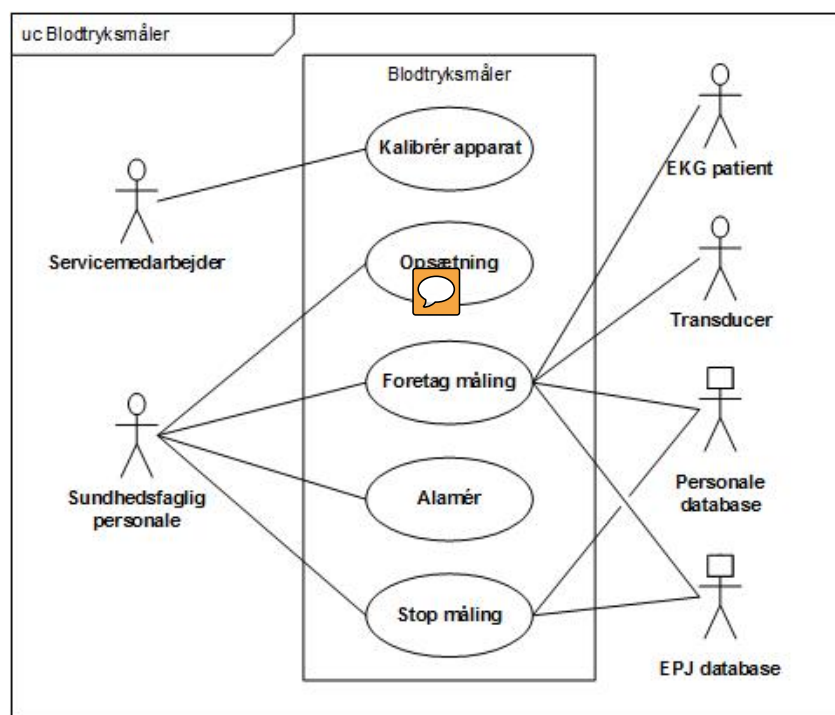 uc Blodtryksmåler
Blodtryksmåler
Kalibrér apparat
EKG patient
Servicemedarbejder
Opsætning
Transducer
Foretag måling
Sundhedsfaglig
personale
Alamér
Personale
database
Stop måling
EPJ database